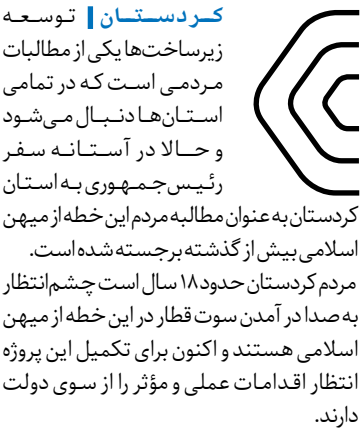 کردستان | توسعه
زیرساخت‌ها یکی از مطالبات
مردمی است که در تمامی
استان‌ها دنبال می‌شود
و حالا در آستانه سفر
رئیس‌جمهوری به استان
کردستان به عنوان مطالبه مردم این خطه از میهن
اسلامی بیش از گذشته برجسته شده است.
مردم کردستان حدود ۱۸ سال است چشم‌انتظار
به صدا در آمدن سوت قطار در این خطه از میهن
اسلامی هستند و اکنون برای تکمیل این پروژه
انتظار اقدامات عملی و مؤثر را از سوی دولت
دارند.